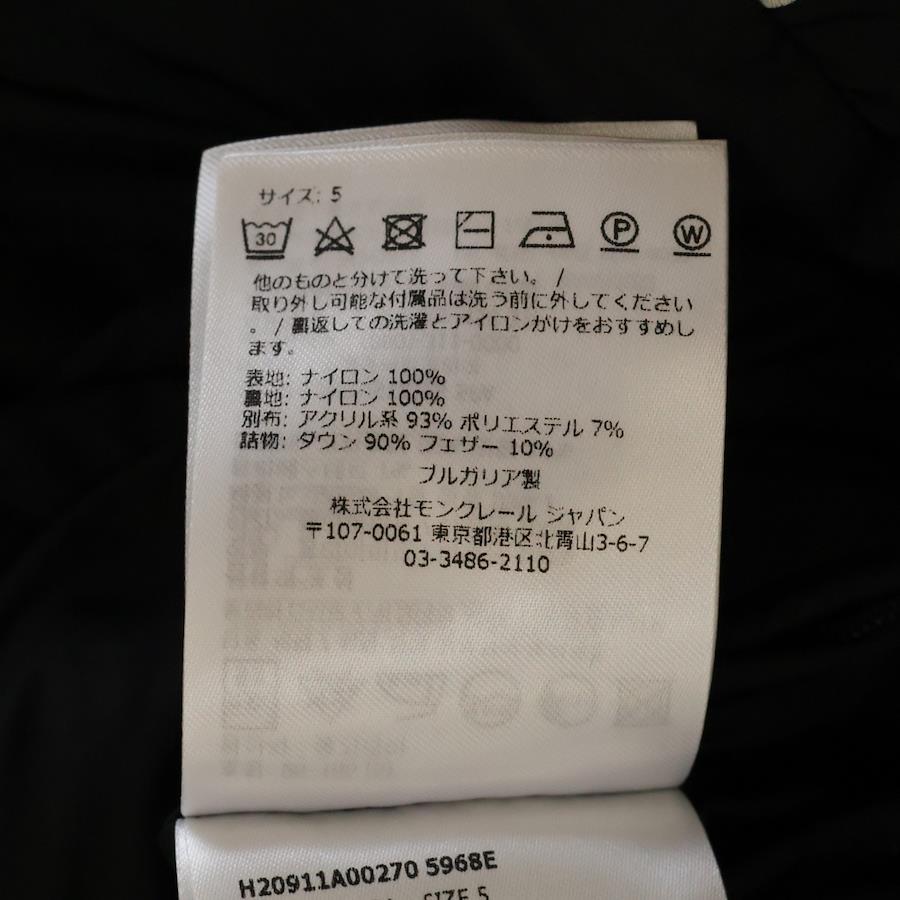 サイズ: 5
30 P W
他のものと分けて洗って下さい。 /
取り外し可能な付属品は洗う前に外してください
。 / 裏返しての洗濯とアイロンがけをおすすめし
ます。
表地: ナイロン 100%
裏地: ナイロン 100%
別布: アクリル系 93% ポリエステル 7%
詰物: ダウン 90% フェザー 10%
ブルガリア製
株式会社モンクレール ジャパン
〒107-0061 東京都港区北青山3-6-7
03-3486-2110
H20911A00270 5968E
SIZE 5